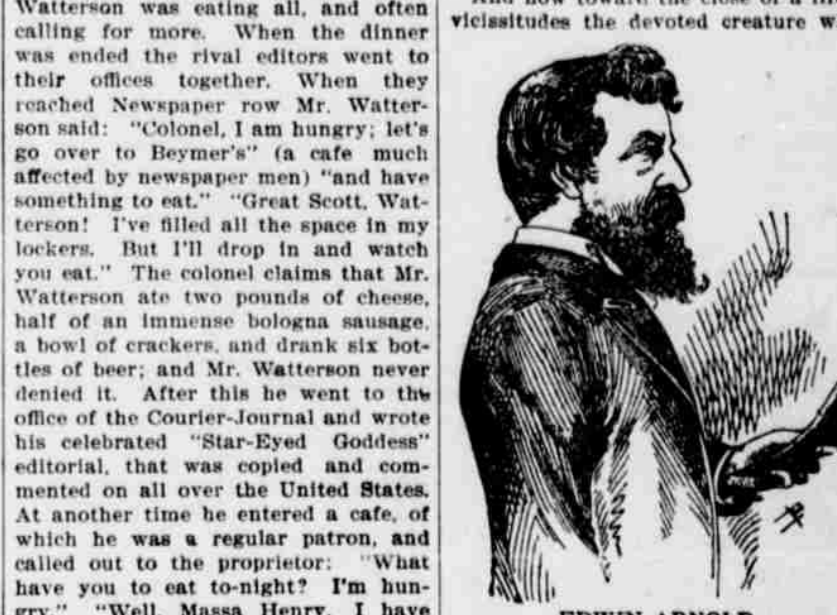 Watterson was eating all, and often
calling for more. When the dinner
was ended the rival editors went to
their offices together. When they
reached Newspaper row Mr. Watter-
son said: "Colonel, I am hungry; let's
go over to Beymer's" (a cafe much
affected by newspaper men) "and have
something to eat." "Great Scott, Wat-
terson! I've filled all the space in my
lockers. But I'll drop in and watch
you eat." The colonel claims that Mr.
Watterson ate two pounds of cheese,
half of an immense bologna sausage,
a bowl of crackers, and drank six bot-
tles of beer; and Mr. Watterson never
denied it. After this he went to the
office of the Courier-Journal and wrote
his celebrated "Star-Eyed Goddess"
editorial, that was copied and com-
mented on all over the United States.
At another time he entered a cafe, of
which he was a regular patron, and
called out to the proprietor: "What
have you to eat to-night? I'm hun-
gry." "Well, Massa Henry, I have
And now toward the close of a
vicissitudes the devoted creature w
EDWIN ARNOL